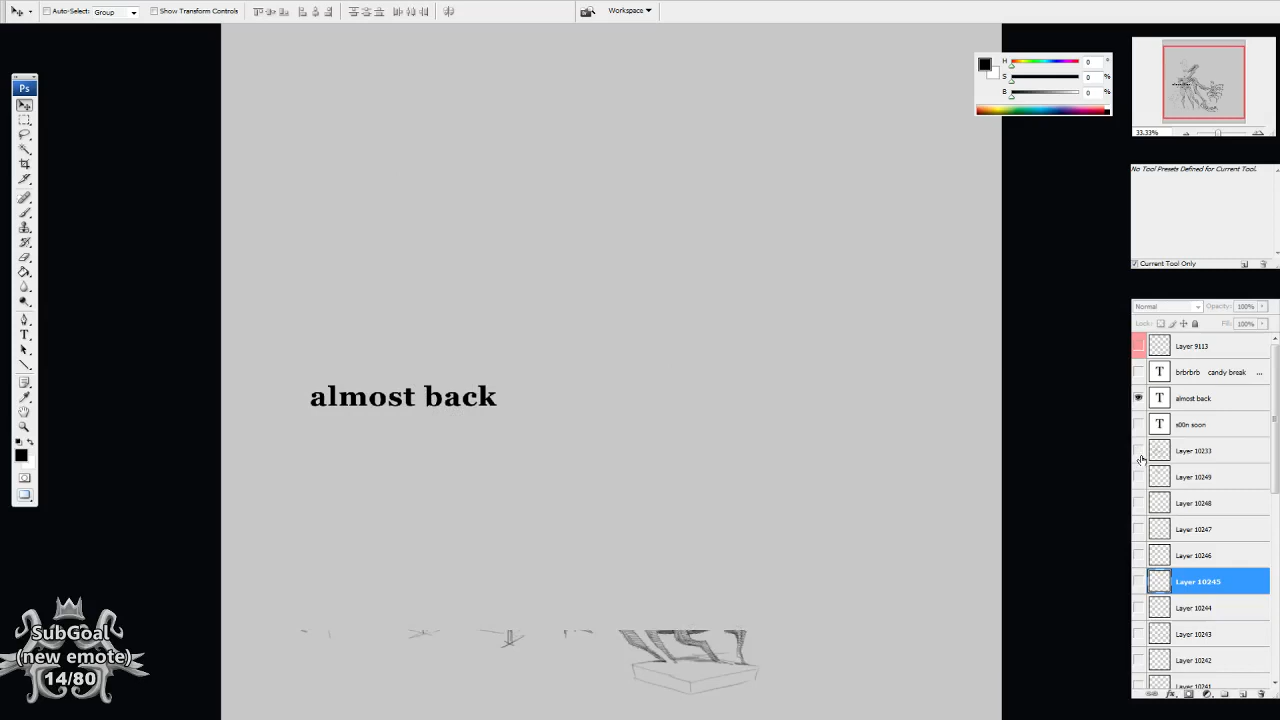 Auto-Select: Group Show Transform Controls Workspace
H 0 °
S 0 %
B 0 %
Ps
33.33%
No Tool Presets Defined for Current Tool.
Current Tool Only
Normal Opacity: 100%
Lock: Fill: 100%
Layer 9113
brbrbrb candy break ...
almost back
s00n soon
Layer 10233
Layer 10249
Layer 10248
Layer 10247
Layer 10246
Layer 10245
Layer 10244
Layer 10243
Layer 10242
Layer 10241
almost back
SubGoal
(new emote)
14/80